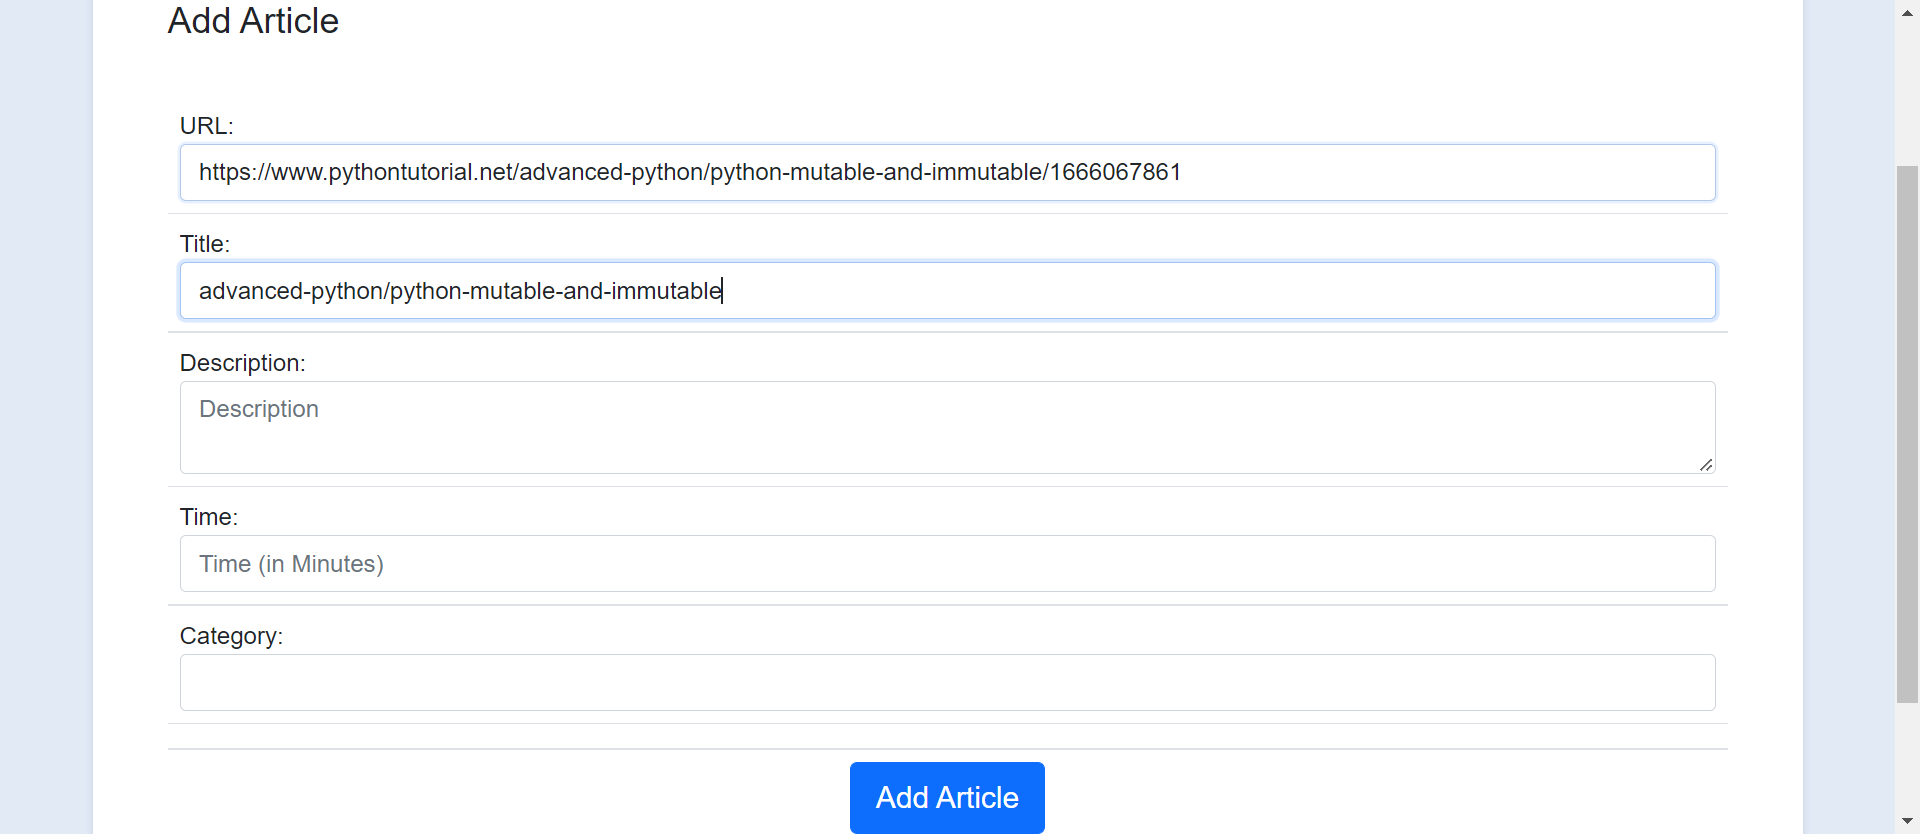 Add Article
URL:
https://www.pythontutorial.net/advanced-python/python-mutable-and-immutable/1666067861
Title:
advanced-python/python-mutable-and-immutable
Description:
Description
Time:
Time (in Minutes)
Category:
Add Article